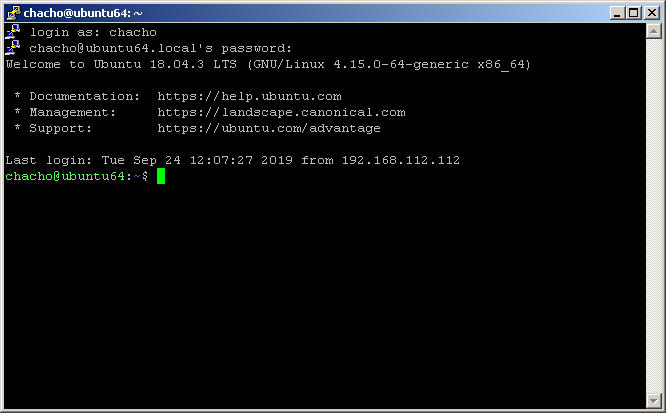 chacho@ubuntu64: ~
login as: chacho
chacho@ubuntu64.local's password:
Welcome to Ubuntu 18.04.3 LTS (GNU/Linux 4.15.0-64-generic x86_64)
* Documentation:  https://help.ubuntu.com
* Management:     https://landscape.canonical.com
* Support:        https://ubuntu.com/advantage
Last login: Tue Sep 24 12:07:27 2019 from 192.168.112.112
chacho@ubuntu64:~$